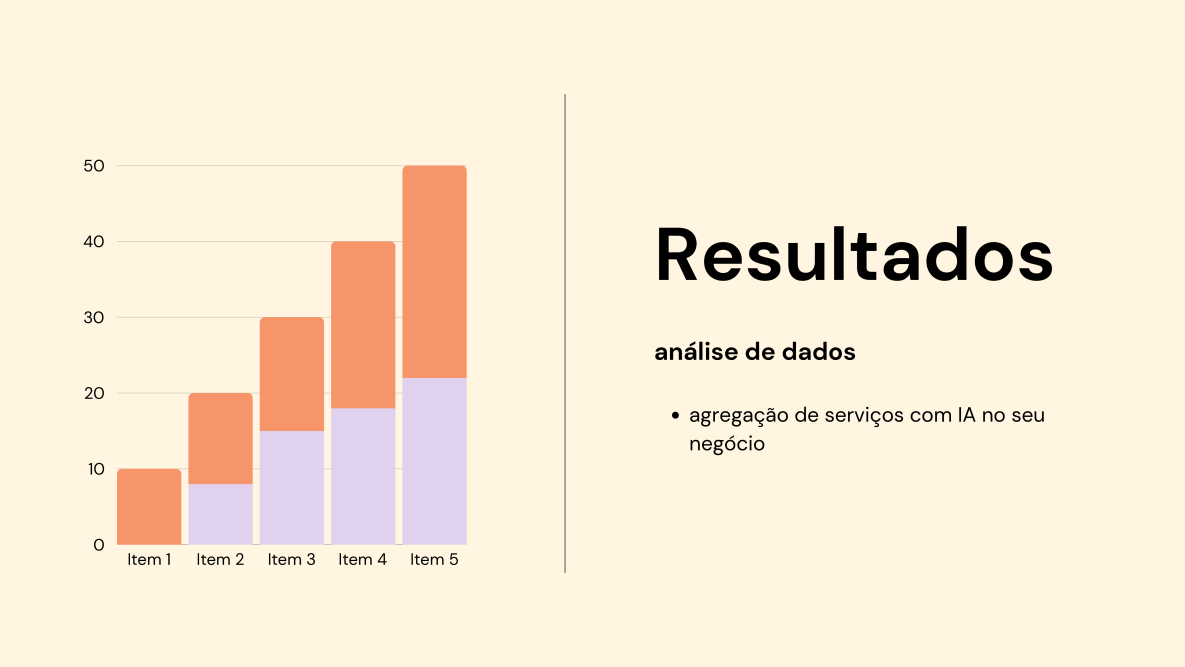 50
40
30
20
10
0
Item 1 Item 2 Item 3 Item 4 Item 5
Resultados
análise de dados
• agregação de serviços com IA no seu
negócio